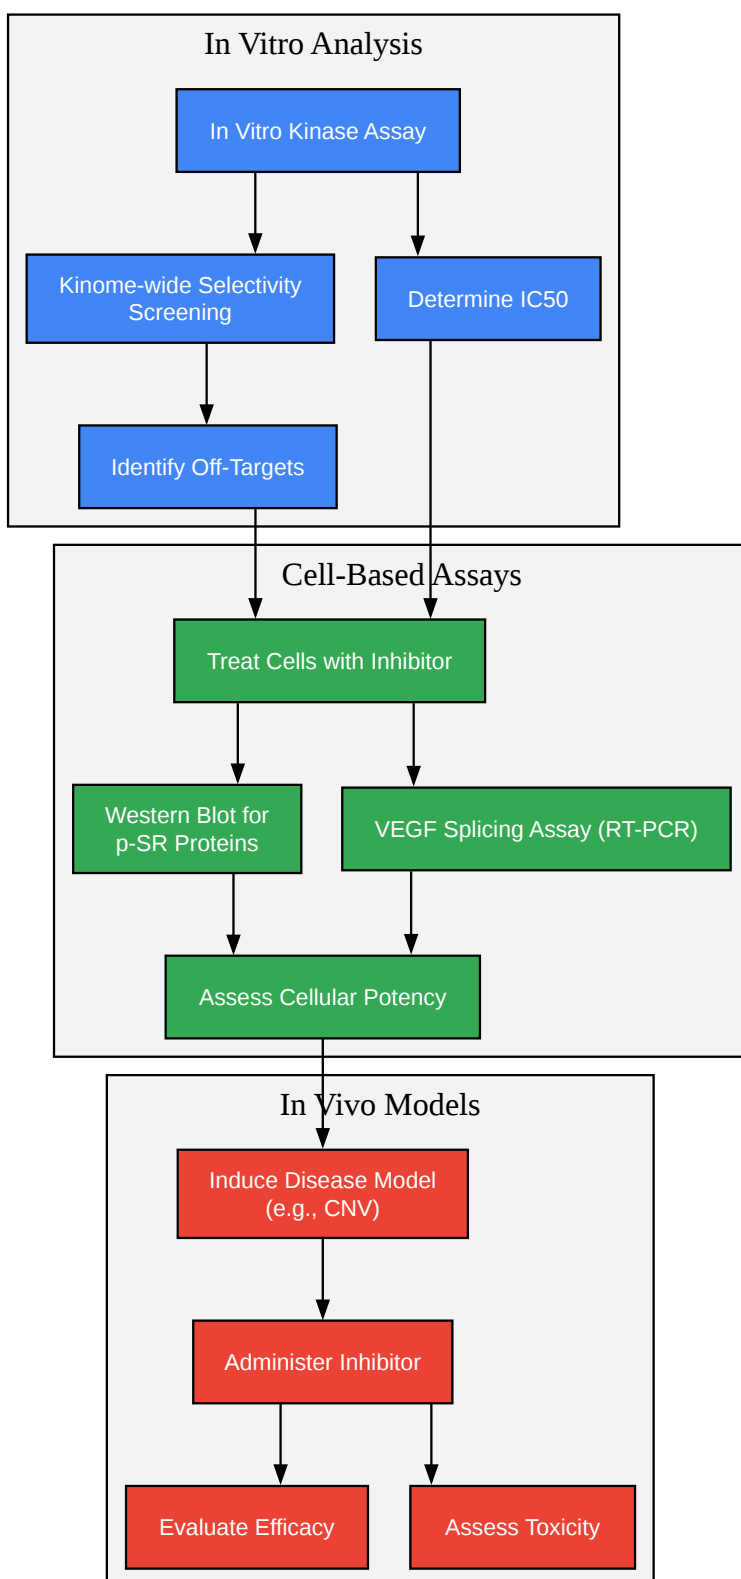 In Vitro Analysis
In Vitro Kinase Assay
Kinome-wide Selectivity
Screening
Determine IC50
Identify Off-Targets
Cell-Based Assays
Treat Cells with Inhibitor
Western Blot for
p-SR Proteins
VEGF Splicing Assay (RT-PCR)
Assess Cellular Potency
In Vivo Models
Induce Disease Model
(e.g., CNV)
Administer Inhibitor
Evaluate Efficacy
Assess Toxicity